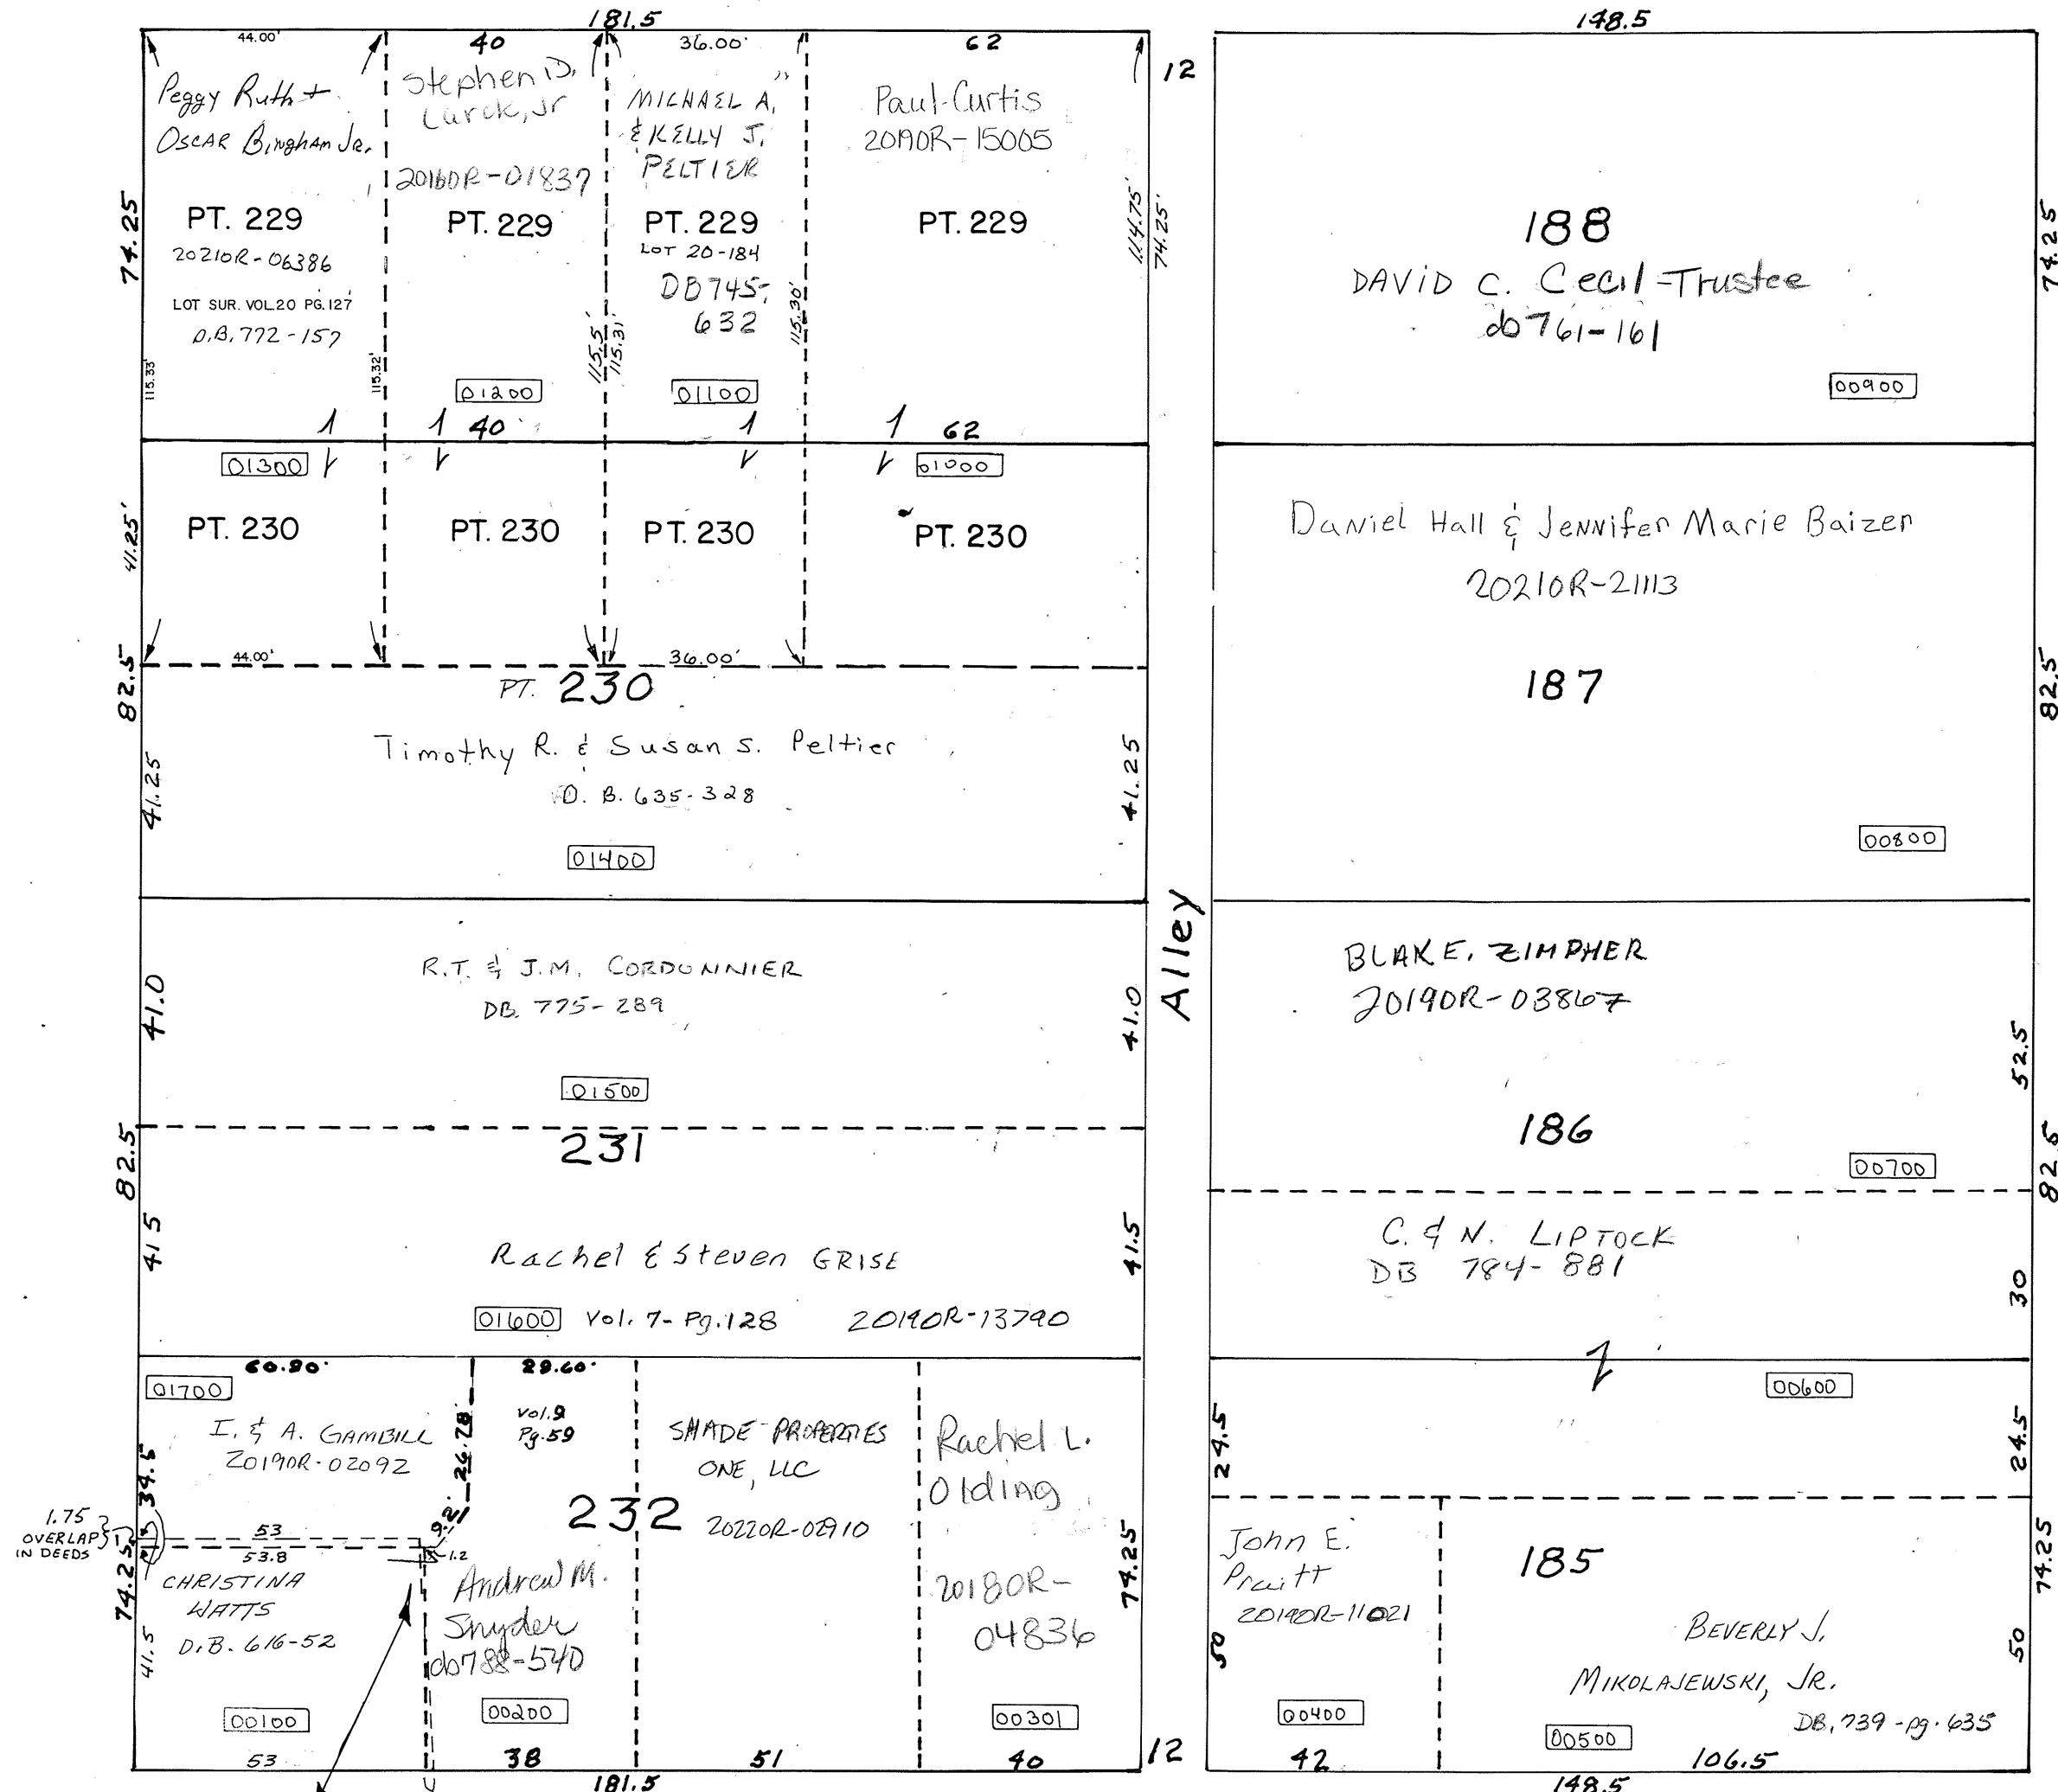 181.5
148.5
44.00'
40
36.00'
62
12
Peggy Ruth +
OSCAR Bingham Jr.
Stephen D.
Jr
20160R-01837
MICHAEL A.
& KELLY J.
PELTIER
Paul Curtis
20190R-15005
74.25
PT. 229
20210R-06386
LOT SUR. VOL.20 PG.127
D.B. 772-157
115.33'
115.32'
PT. 229
01200
40
115.5'
115.31'
PT. 229
LOT 20-184
DB745-
632
01100
115.30'
PT. 229
62
114.75'
74.25'
188
DAVID C. Cecil-Trustee
db 761-161
00900
74.25
01300
01000
41.25'
PT. 230
PT. 230
PT. 230
PT. 230
44.00'
36.00'
Daniel Hall & Jennifer Marie Baizer
20210R-21113
187
00800
82.5
82.5
PT. 230
Timothy R. & Susan S. Peltier
D. B. 635-328
01400
41.25
41.25
Alley
R.T. & J.M. CORDONNIER
DB. 775-289
01500
41.0
41.0
BLAKE. ZIMPHER
20190R-03867
52.5
186
00700
82.5
82.5
231
Rachel & Steven GRISE
01600 Vol. 7-Pg.128 20190R-13790
41 5
41.5
C. & N. LIPTOCK
DB 784-881
30
60.90'
29.60'
01700
I. & A. GAMBILL
20190R-02092
34.5
26.78'
9.2'
Vol.9
Pg.59
SHADE PROPERTIES
ONE, LLC
20220R-02910
Rachel L.
Olding
20180R-
04836
00600
24.5
24.5
232
1.75
OVERLAP
IN DEEDS
53
53.8
1.2
74.25
CHRISTINA
WATTS
D.B. 616-52
41.5
00100
53
Andrew M.
Snyder
db788-540
00200
38
51
00301
40
74.25
12
181.5
John E.
Pruitt
20190R-11021
00400
50
42
185
BEVERLY J.
MIKOLAJEWSKI, JR.
DB, 739-pg. 635
00500
106.5
50
74.25
148.5